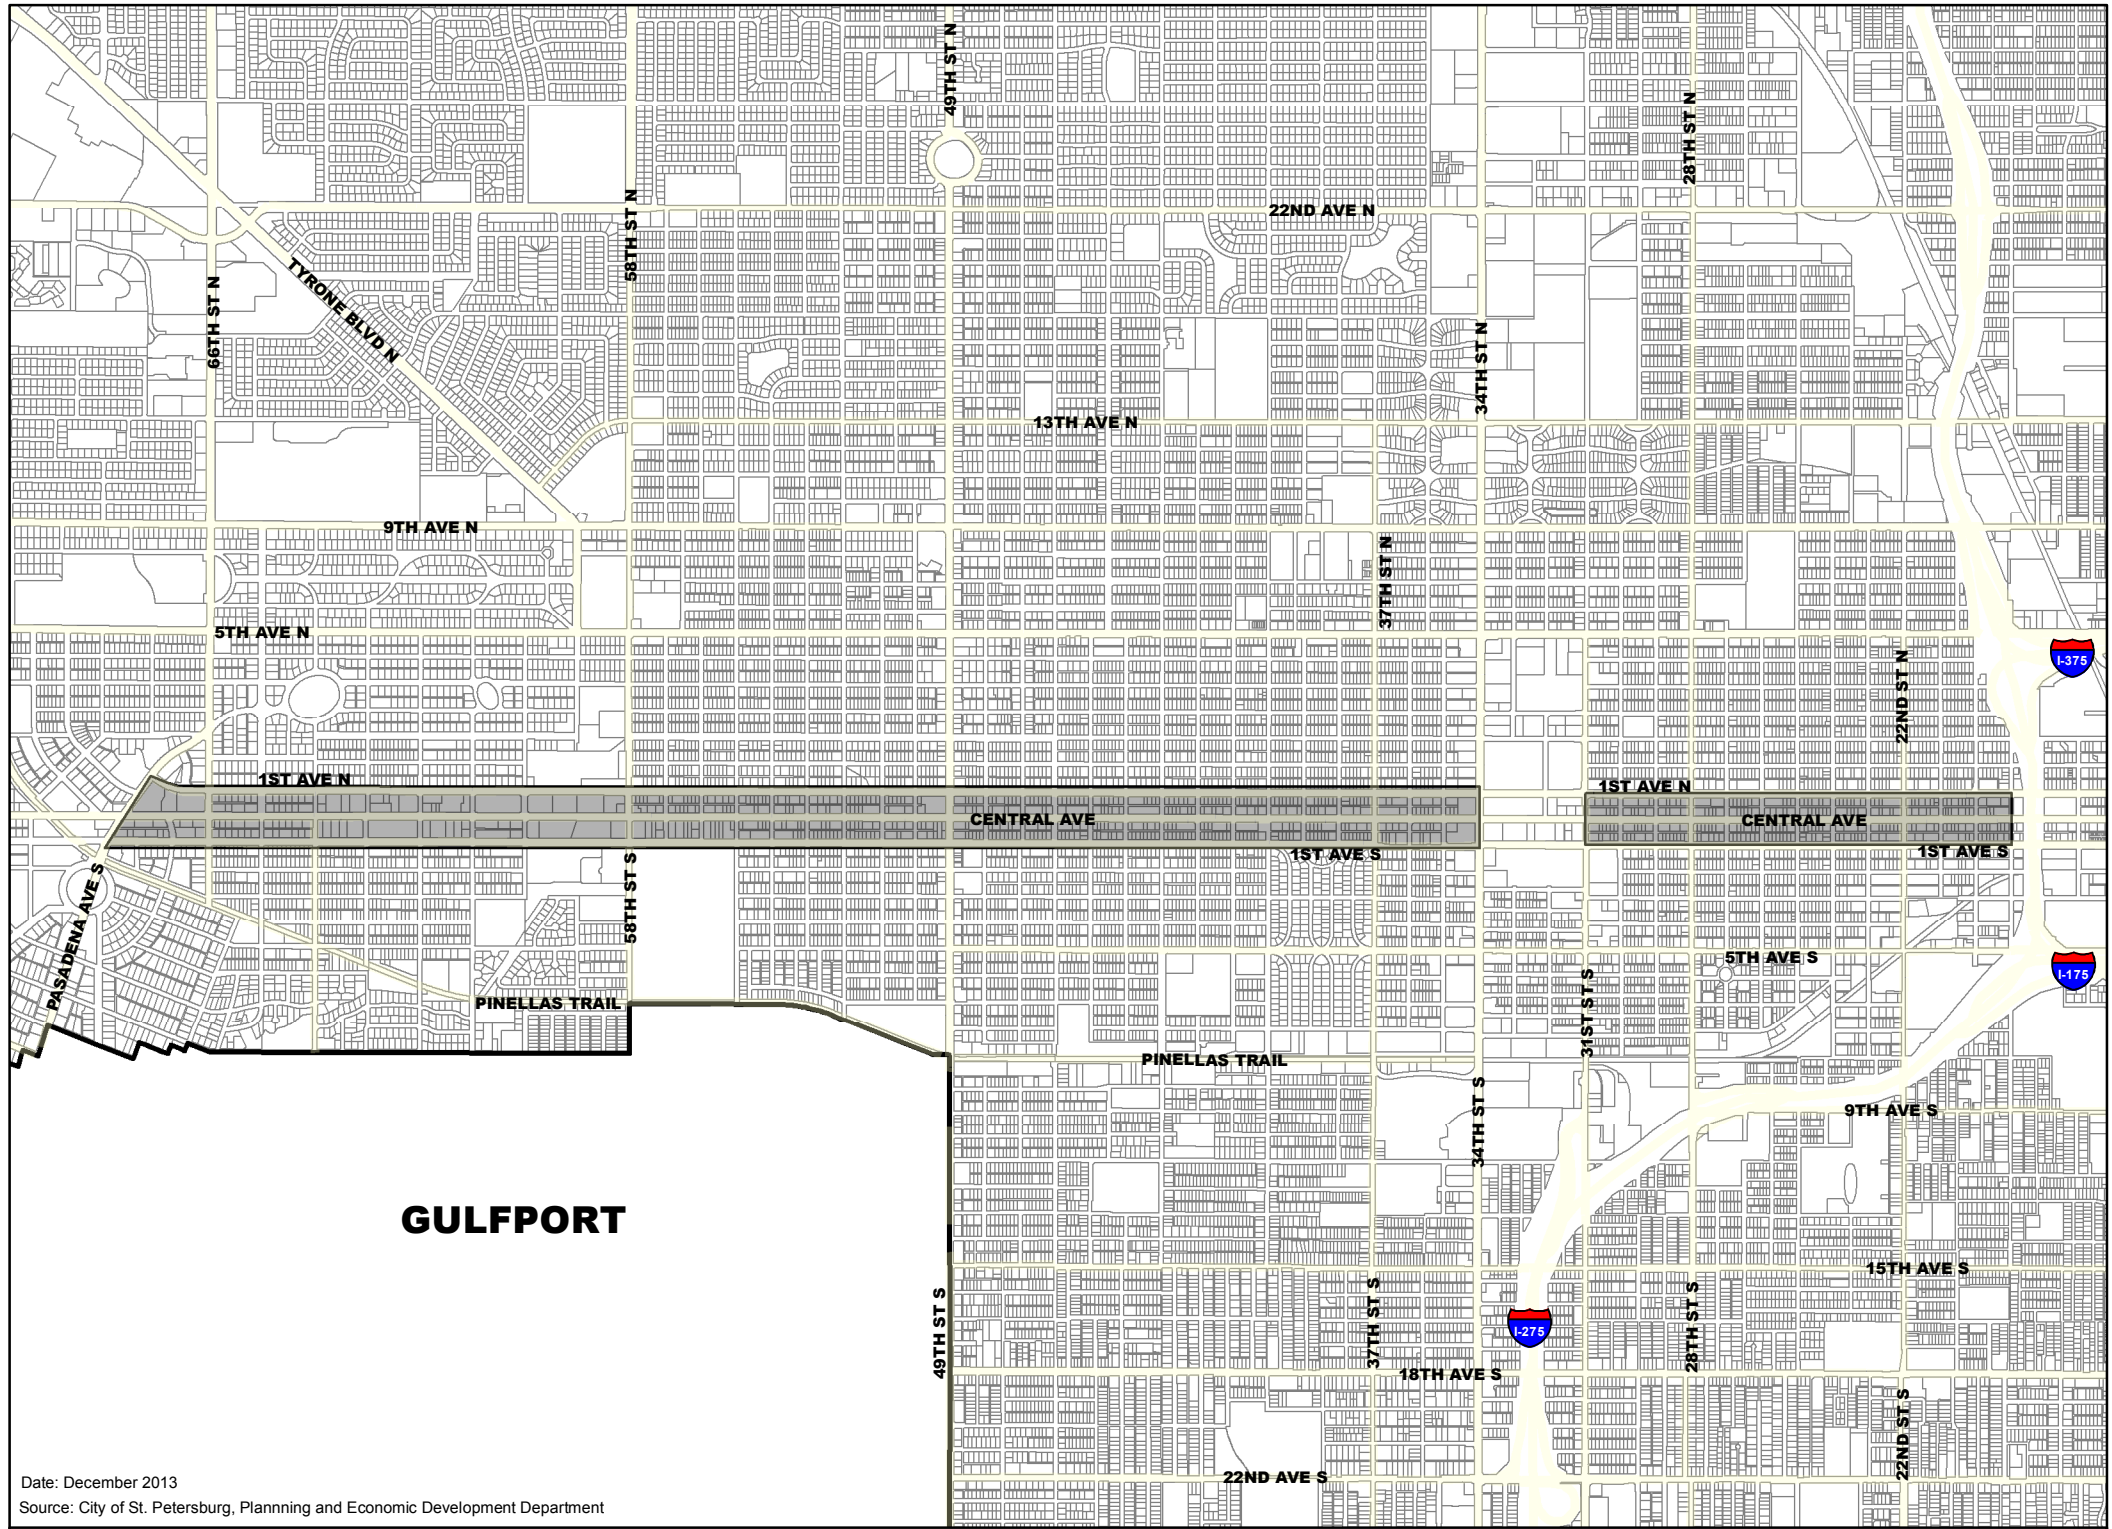 49TH ST N
28TH ST N
58TH ST N
22ND AVE N
66TH ST N
TYRONE BLVD N
34TH ST N
13TH AVE N
9TH AVE N
37TH ST N
5TH AVE N
I-375
22ND ST N
1ST AVE N
1ST AVE N
CENTRAL AVE
CENTRAL AVE
1ST AVE S
1ST AVE S
PASADENA AVE S
58TH ST S
5TH AVE S
I-175
31ST ST S
PINELLAS TRAIL
PINELLAS TRAIL
34TH ST S
9TH AVE S
GULFPORT
15TH AVE S
49TH ST S
37TH ST S
I-275
28TH ST S
18TH AVE S
22ND ST S
22ND AVE S
Date: December 2013
Source: City of St. Petersburg, Plannning and Economic Development Department